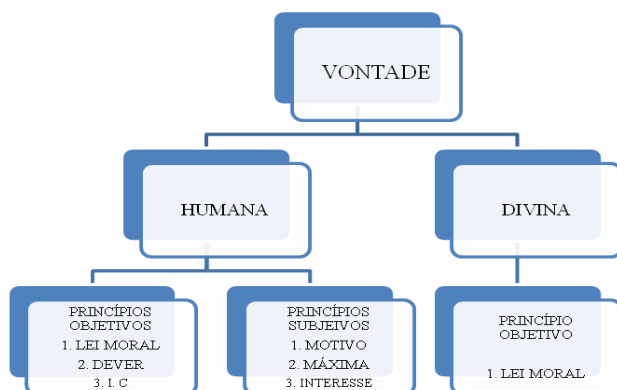 VONTADE
HUMANA
DIVINA
PRINCÍPIOS
OBJETIVOS
1. LEI MORAL
2. DEVER
3. I. C
PRINCÍPIOS
SUBJEIVOS
1. MOTIVO
2. MÁXIMA
3. INTERESSE
PRINCÍPIO
OBJETIVO
1. LEI MORAL